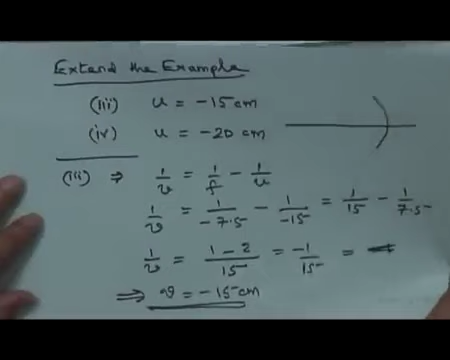 Extend the Example
(iii) u = -15 cm
(iv) u = -20 cm
(iii) ⇒ 1/v = 1/f - 1/u
1/v = 1/-7.5 - 1/-15 = 1/15 - 1/7.5
1/v = 1-2/15 = -1/15 =
⇒ v = -15 cm